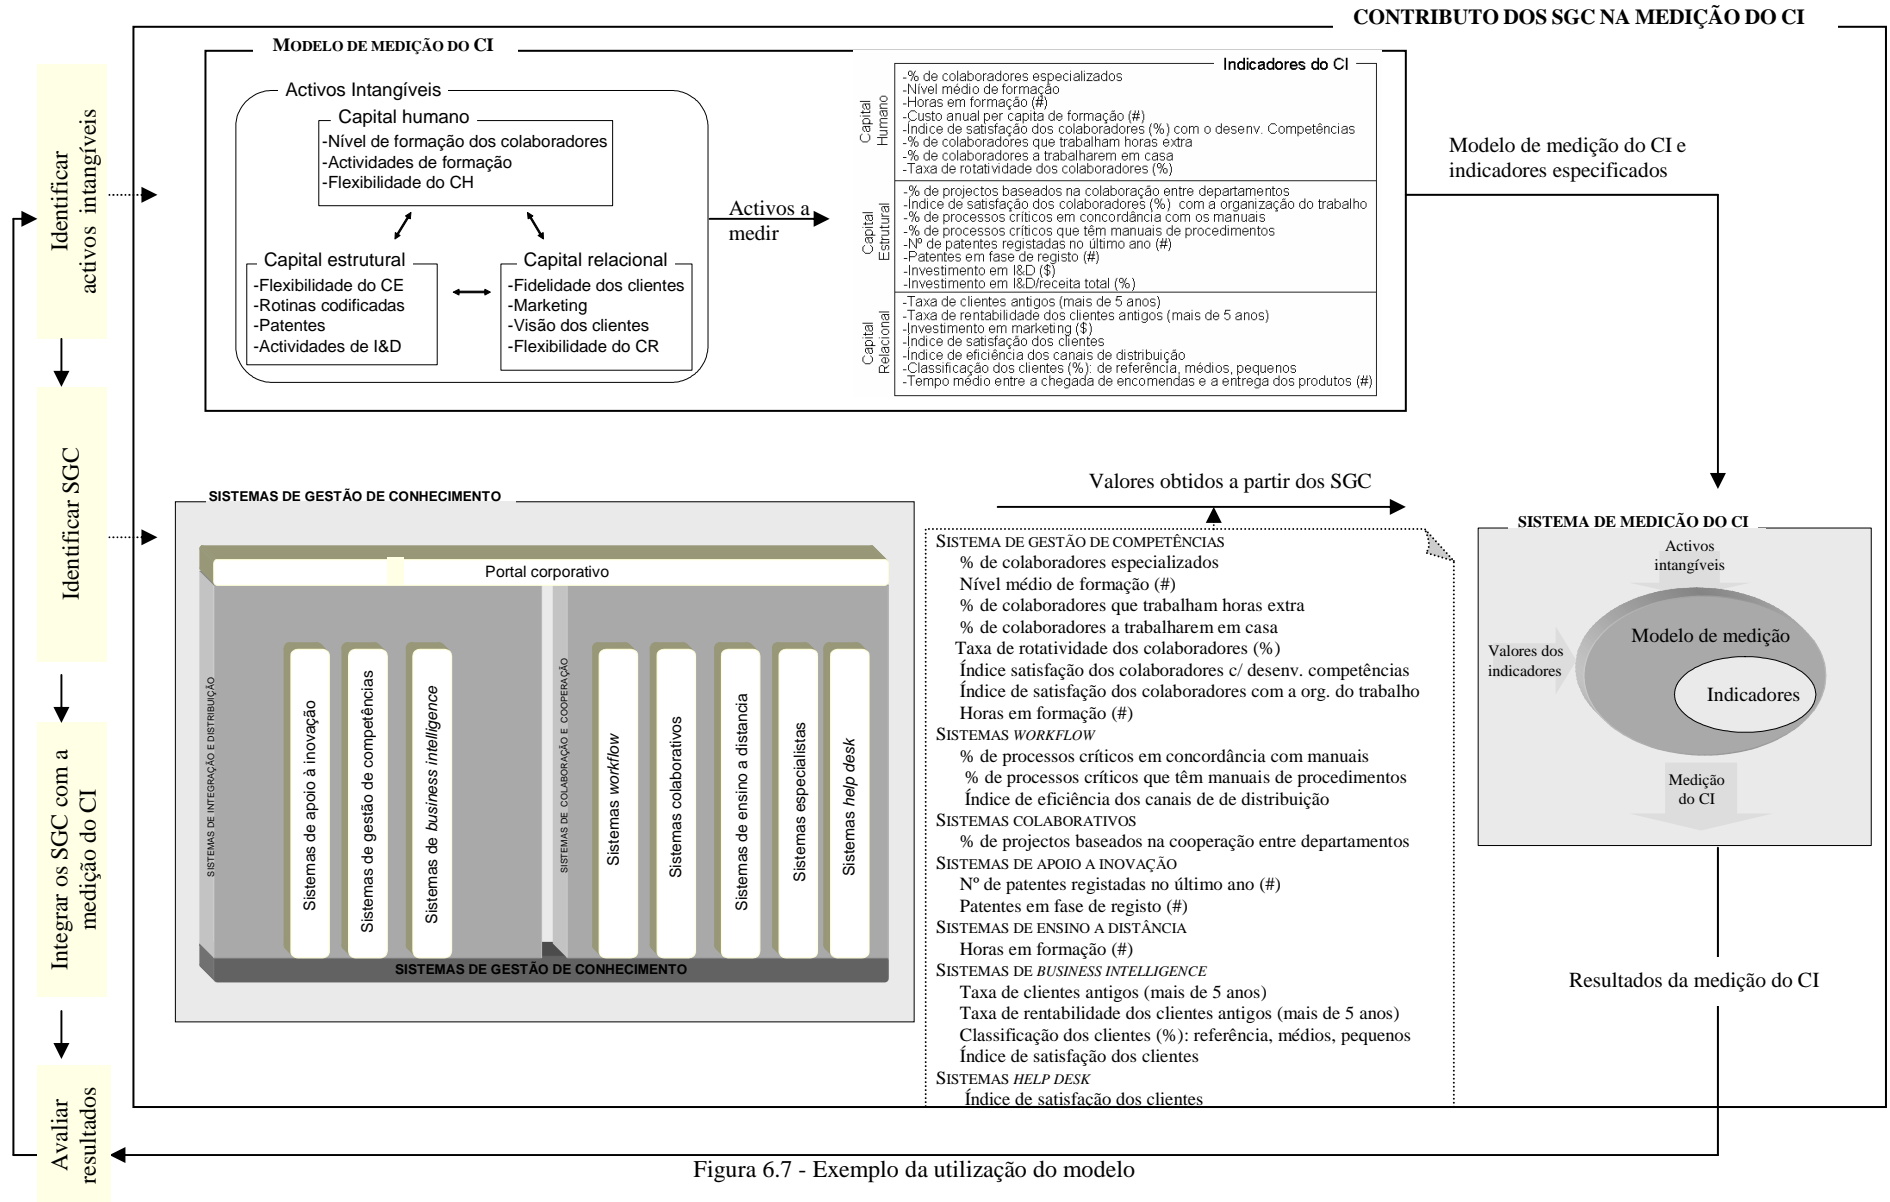 CONTRIBUTO DOS SGC NA MEDIÇÃO DO CI
Identificar
activos intangíveis
Identificar SGC
Integrar os SGC com a
medição do CI
Avaliar
resultados
MODELO DE MEDIÇÃO DO CI
Activos Intangíveis
Capital humano
-Nível de formação dos colaboradores
-Actividades de formação
-Flexibilidade do CH
Capital estrutural
-Flexibilidade do CE
-Rotinas codificadas
-Patentes
-Actividades de I&D
Capital relacional
-Fidelidade dos clientes
-Marketing
-Visão dos clientes
-Flexibilidade do CR
Activos a
medir
Indicadores do CI
Capital
Humano
-% de colaboradores especializados
-Nível médio de formação
-Horas em formação (#)
-Custo anual per capita de formação (#)
-Índice de satisfação dos colaboradores (%) com o desenv. Competências
-% de colaboradores que trabalham horas extra
-% de colaboradores a trabalharem em casa
-Taxa de rotatividade dos colaboradores (%)
Capital
Estrutural
-% de projectos baseados na colaboração entre departamentos
-Índice de satisfação dos colaboradores (%) com a organização do trabalho
-% de processos críticos em concordância com os manuais
-% de processos críticos que têm manuais de procedimentos
-Nº de patentes registadas no último ano (#)
-Patentes em fase de registo (#)
-Investimento em I&D ($)
-Investimento em I&D/receita total (%)
Capital
Relacional
-Taxa de clientes antigos (mais de 5 anos)
-Taxa de rentabilidade dos clientes antigos (mais de 5 anos)
-Investimento em marketing ($)
-Índice de satisfação dos clientes
-Índice de eficiência dos canais de distribuição
-Classificação dos clientes (%): de referência, médios, pequenos
-Tempo médio entre a chegada de encomendas e a entrega dos produtos (#)
Modelo de medição do CI e
indicadores especificados
SISTEMAS DE GESTÃO DE CONHECIMENTO
Portal corporativo
SISTEMAS DE INTEGRAÇÃO E DISTRIBUIÇÃO
Sistemas de apoio à inovação
Sistemas de gestão de competências
Sistemas de business intelligence
SISTEMAS DE COLABORAÇÃO E COOPERAÇÃO
Sistemas workflow
Sistemas colaborativos
Sistemas de ensino a distancia
Sistemas especialistas
Sistemas help desk
SISTEMAS DE GESTÃO DE CONHECIMENTO
Valores obtidos a partir dos SGC
SISTEMA DE GESTÃO DE COMPETÊNCIAS
% de colaboradores especializados
Nível médio de formação (#)
% de colaboradores que trabalham horas extra
% de colaboradores a trabalharem em casa
Taxa de rotatividade dos colaboradores (%)
Índice satisfação dos colaboradores c/ desenv. competências
Índice de satisfação dos colaboradores com a org. do trabalho
Horas em formação (#)
SISTEMAS WORKFLOW
% de processos críticos em concordância com manuais
% de processos críticos que têm manuais de procedimentos
Índice de eficiência dos canais de de distribuição
SISTEMAS COLABORATIVOS
% de projectos baseados na cooperação entre departamentos
SISTEMAS DE APOIO A INOVAÇÃO
Nº de patentes registadas no último ano (#)
Patentes em fase de registo (#)
SISTEMAS DE ENSINO A DISTÂNCIA
Horas em formação (#)
SISTEMAS DE BUSINESS INTELLIGENCE
Taxa de clientes antigos (mais de 5 anos)
Taxa de rentabilidade dos clientes antigos (mais de 5 anos)
Classificação dos clientes (%): referência, médios, pequenos
Índice de satisfação dos clientes
SISTEMAS HELP DESK
Índice de satisfação dos clientes
SISTEMA DE MEDIÇÃO DO CI
Activos
intangíveis
Modelo de medição
Valores dos
indicadores
Indicadores
Medição
do CI
Resultados da medição do CI
Figura 6.7 - Exemplo da utilização do modelo